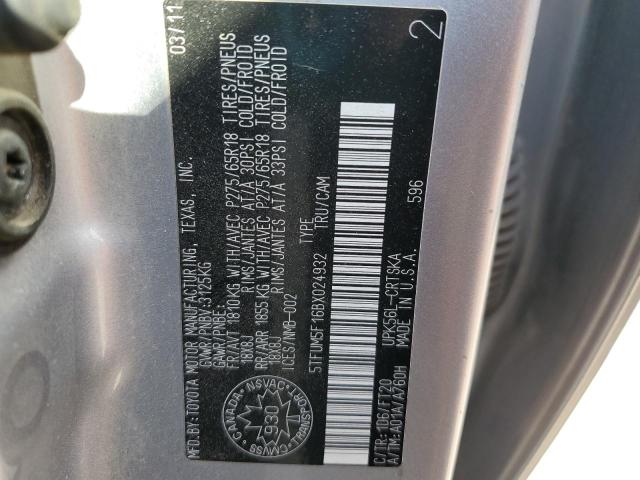 MFD.BY:TOYOTA MOTOR MANUFACTURING, TEXAS, INC. 03/11
GVWR/PNBV 3125KG
GAWR/PNBE:
FR/AVT 1810KG WITH/AVEC P275/65R18 TIRES/PNEUS
18X8J RIMS/JANTES AT/A 30PSI COLD/FROID
RR/ARR 1855KG WITH/AVEC P275/65R18 TIRES/PNEUS
18X8J RIMS/JANTES AT/A 33PSI COLD/FROID
ICES/NMB-002
5TFUM5F16BX024932 TYPE TRU/CAM
CANADA
NSVAC
930
TRANSPORT
CMVSS
UPK56L-CRTSKA 596 2
MADE IN U.S.A.
C/TR:1D6/FT20
A/TM:A01A/A760H